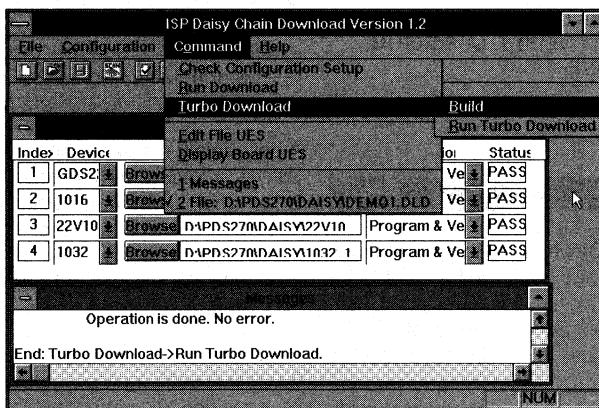 ISP Daisy Chain Download Version 1.2
File Configuration Command Help
Check Configuration Setup
Run Download
Turbo Download
Build
Run Turbo Download
Edit File UES
Display Board UES
1 Messages
✓ 2 File: D:\PDS270\DAISY\DEMO1.DLD
Index Device Status
1 GDS22 Brows Ve PASS
2 1016 Brows Ve PASS
3 22V10 Browse D:\PDS270\DAISY\22V10 Program & Ve PASS
4 1032 Browse D:\PDS270\DAISY\1032_1 Program & Ve PASS
Messages
Operation is done. No error.
End: Turbo Download->Run Turbo Download.
NUM